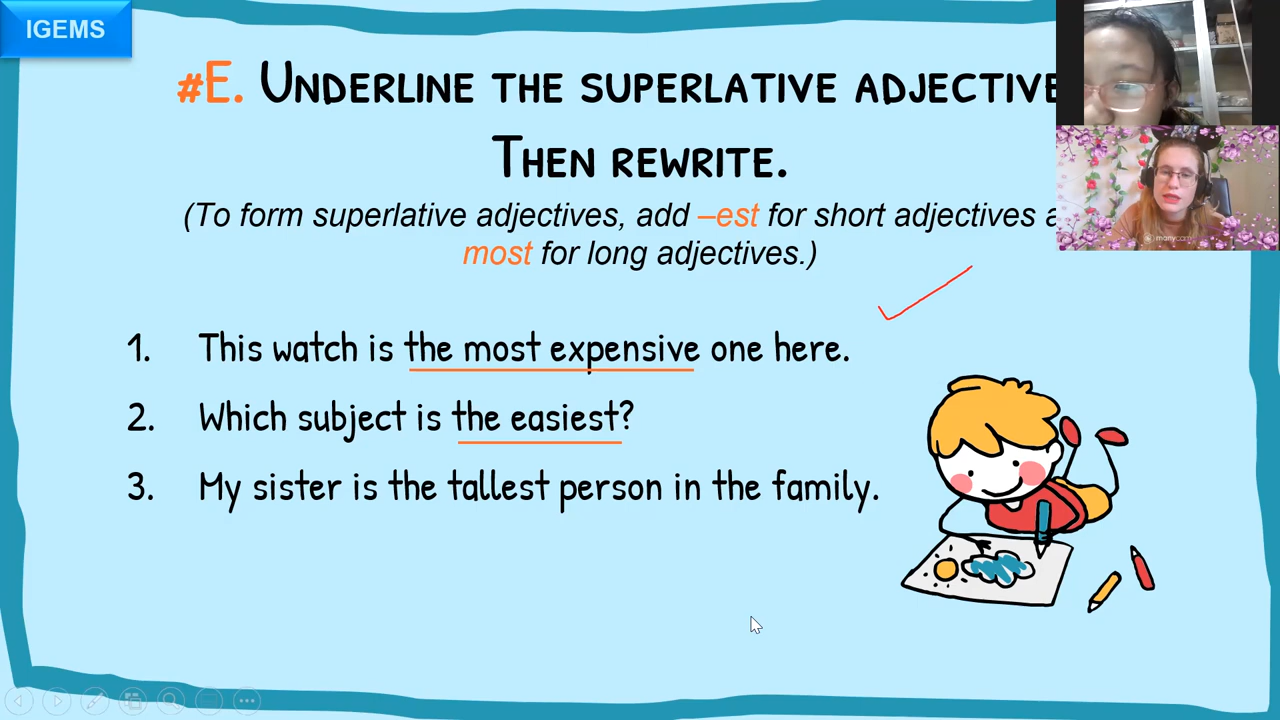 IGEMS
#E. UNDERLINE THE SUPERLATIVE ADJECTIVE
THEN REWRITE.
(To form superlative adjectives, add –est for short adjectives
most for long adjectives.)
1. This watch is the most expensive one here.
2. Which subject is the easiest?
3. My sister is the tallest person in the family.
manycam